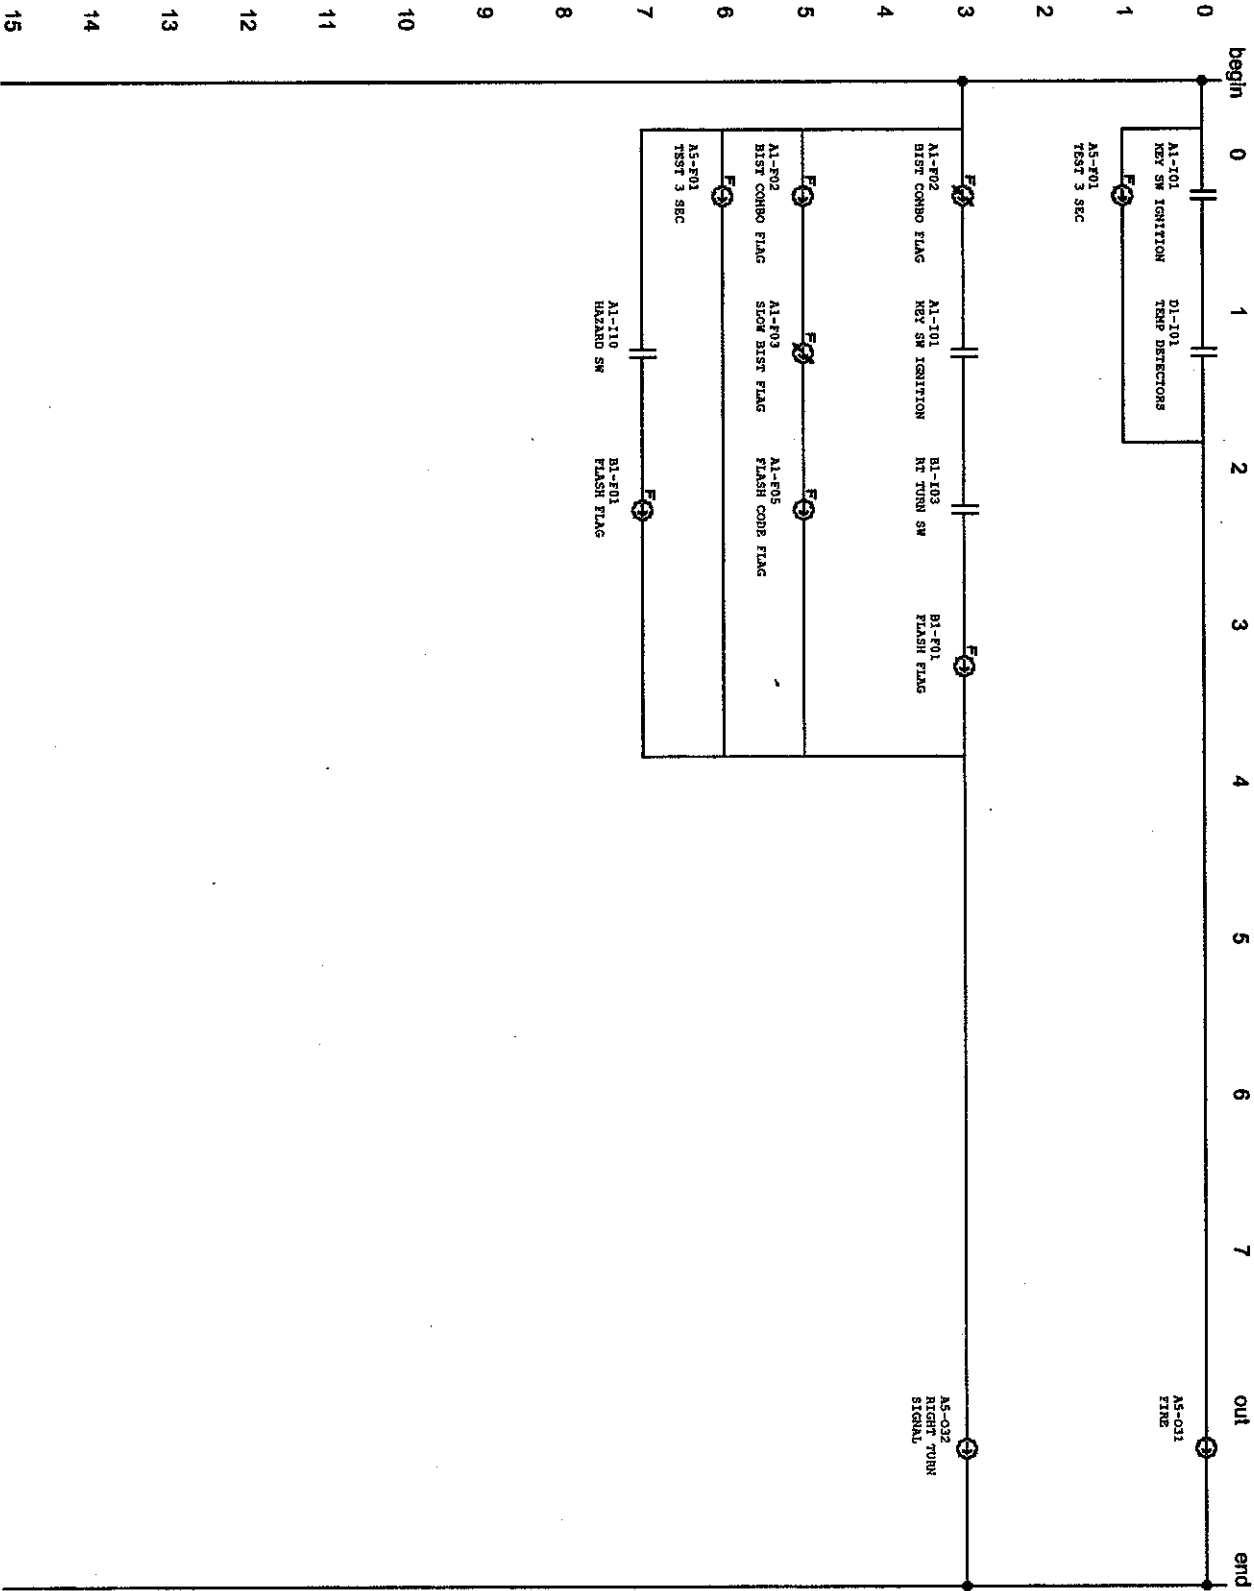 begin 0 1 2 3 4 5 6 7 out end
0
A1-I01
KEY SW IGNITION
D1-I01
TEMP DETECTORS
A5-O31
FIRE
1
F
A5-F01
TEST 3 SEC
2
3
F
F
A1-F02
BIST COMBO FLAG
A1-I01
KEY SW IGNITION
B1-I03
RT TURN SW
B1-F01
FLASH FLAG
A5-O32
RIGHT TURN
SIGNAL
4
5
F
F
F
A1-F02
BIST COMBO FLAG
A1-F03
SLOW BIST FLAG
A1-F05
FLASH CODE FLAG
6
F
A5-F01
TEST 3 SEC
7
F
A1-I10
HAZARD SW
B1-F01
FLASH FLAG
8
9
10
11
12
13
14
15